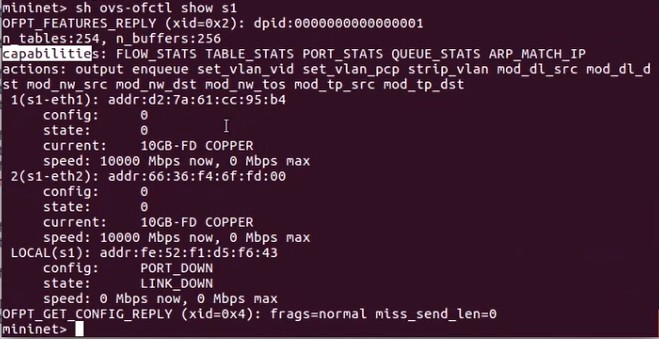 mininet> sh ovs-ofctl show s1
OFPT_FEATURES_REPLY (xid=0x2): dpid:0000000000000001
n_tables:254, n_buffers:256
capabilities: FLOW_STATS TABLE_STATS PORT_STATS QUEUE_STATS ARP_MATCH_IP
actions: output enqueue set_vlan_vid set_vlan_pcp strip_vlan mod_dl_src mod_dl_d
st mod_nw_src mod_nw_dst mod_nw_tos mod_tp_src mod_tp_dst
1(s1-eth1): addr:d2:7a:61:cc:95:b4
config: 0
state: 0
current: 10GB-FD COPPER
speed: 10000 Mbps now, 0 Mbps max
2(s1-eth2): addr:66:36:f4:6f:fd:00
config: 0
state: 0
current: 10GB-FD COPPER
speed: 10000 Mbps now, 0 Mbps max
LOCAL(s1): addr:fe:52:f1:d5:f6:43
config: PORT_DOWN
state: LINK_DOWN
speed: 0 Mbps now, 0 Mbps max
OFPT_GET_CONFIG_REPLY (xid=0x4): frags=normal miss_send_len=0
mininet>